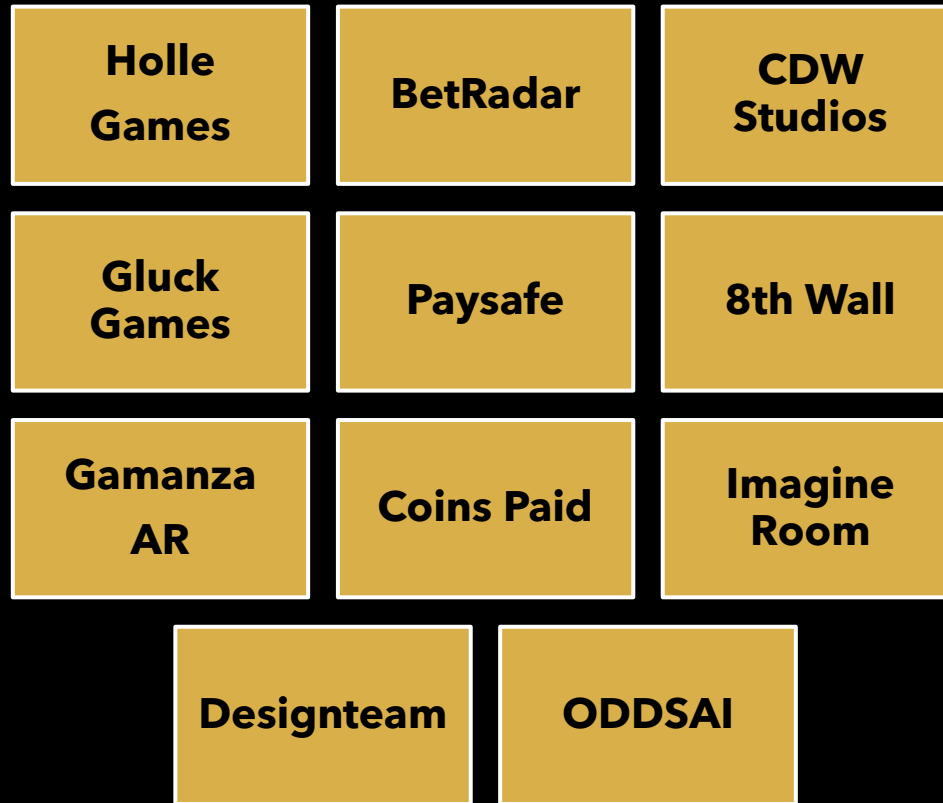 Holle
Games
BetRadar
CDW
Studios
Gluck
Games
Paysafe
8th Wall
Gamanza
AR
Coins Paid
Imagine
Room
Designteam
ODDSAI